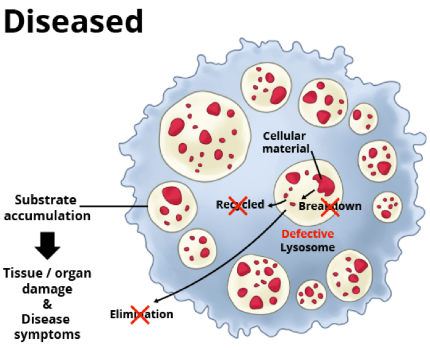 Diseased
Cellular
material
Recycled
Breakdown
Defective
Lysosome
Substrate
accumulation
Tissue / organ
damage
&
Disease
symptoms
Elimination